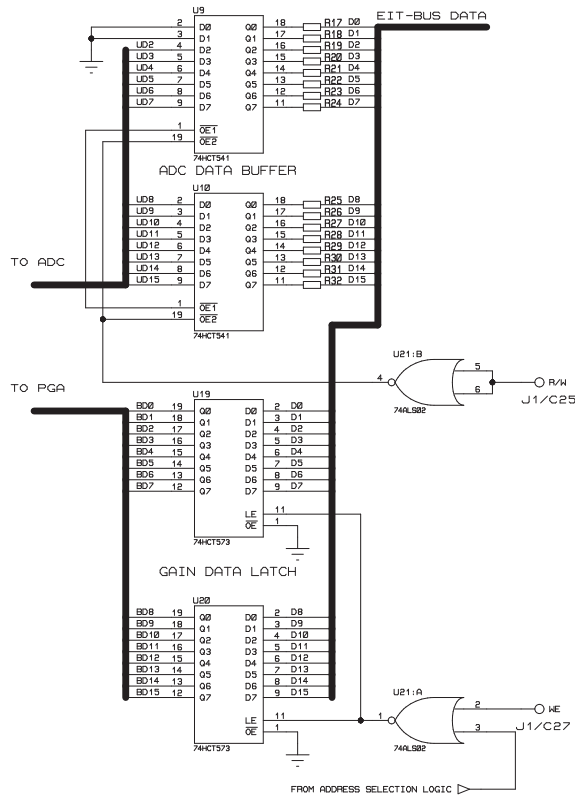 EIT-BUS DATA
U9
2 D0 Q0 18 R17 D0
3 D1 Q1 17 R18 D1
UD2 4 D2 Q2 16 R19 D2
UD3 5 D3 Q3 15 R20 D3
UD4 6 D4 Q4 14 R21 D4
UD5 7 D5 Q5 13 R22 D5
UD6 8 D6 Q6 12 R23 D6
UD7 9 D7 Q7 11 R24 D7
1 OE1
19 OE2
74HCT541
ADC DATA BUFFER
U10
UD8 2 D0 Q0 18 R25 D8
UD9 3 D1 Q1 17 R26 D9
UD10 4 D2 Q2 16 R27 D10
UD11 5 D3 Q3 15 R28 D11
UD12 6 D4 Q4 14 R29 D12
UD13 7 D5 Q5 13 R30 D13
UD14 8 D6 Q6 12 R31 D14
UD15 9 D7 Q7 11 R32 D15
TO ADC
1 OE1
19 OE2
74HCT541
U21:B
4 5 6
R/W
J1/C25
74ALS02
TO PGA
U19
BD0 19 Q0 D0 2 D0
BD1 18 Q1 D1 3 D1
BD2 17 Q2 D2 4 D2
BD3 16 Q3 D3 5 D3
BD4 15 Q4 D4 6 D4
BD5 14 Q5 D5 7 D5
BD6 13 Q6 D6 8 D6
BD7 12 Q7 D7 9 D7
LE 11
OE 1
74HCT573
GAIN DATA LATCH
U20
BD8 19 Q0 D0 2 D8
BD9 18 Q1 D1 3 D9
BD10 17 Q2 D2 4 D10
BD11 16 Q3 D3 5 D11
BD12 15 Q4 D4 6 D12
BD13 14 Q5 D5 7 D13
BD14 13 Q6 D6 8 D14
BD15 12 Q7 D7 9 D15
LE 11
OE 1
74HCT573
U21:A
1 2 3
WE
J1/C27
74ALS02
FROM ADDRESS SELECTION LOGIC